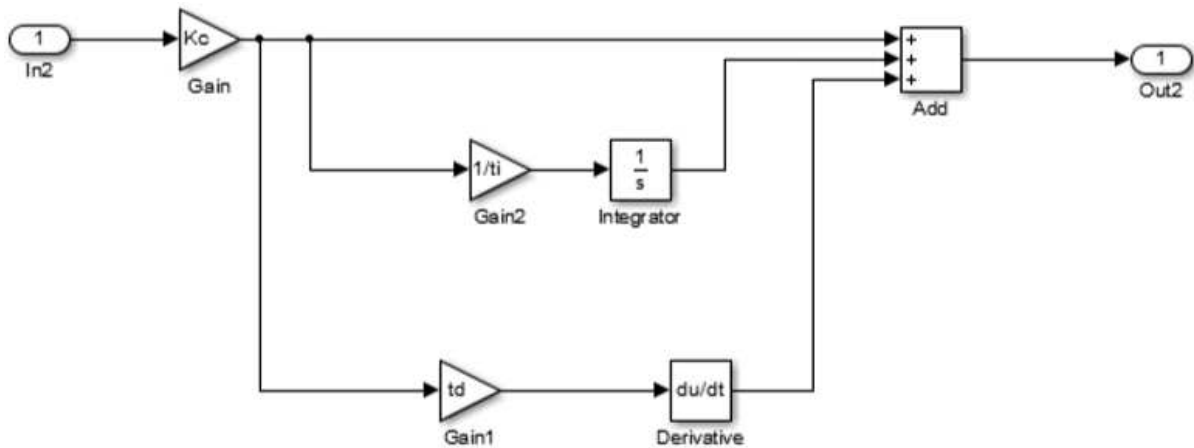 1
In2
Kc
Gain
+
+
+
Add
1
Out2
1/ti
Gain2
1
s
Integrator
td
Gain1
du/dt
Derivative